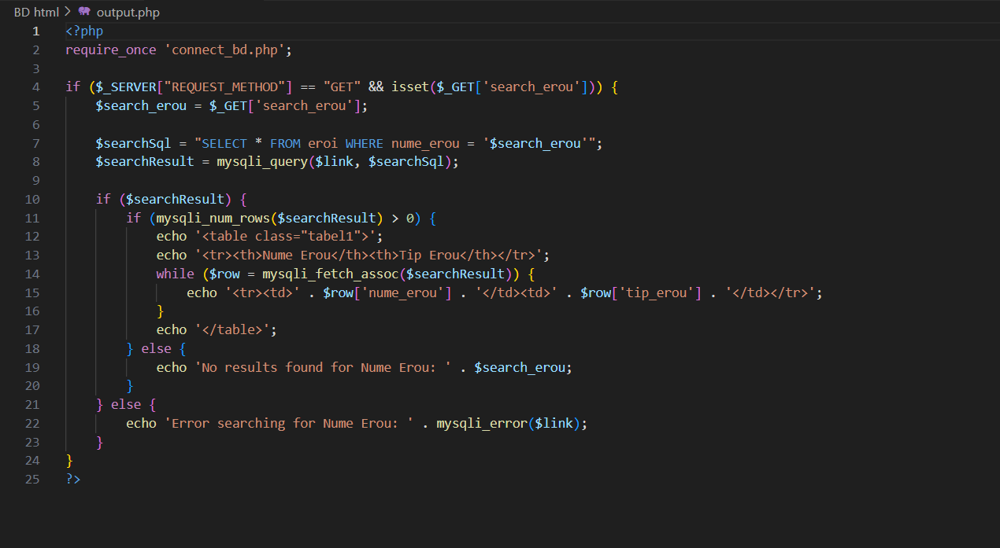 BD html > output.php
1 <?php
2 require_once 'connect_bd.php';
3
4 if ($_SERVER["REQUEST_METHOD"] == "GET" && isset($_GET['search_erou'])) {
5     $search_erou = $_GET['search_erou'];
6
7     $searchSql = "SELECT * FROM eroi WHERE nume_erou = '$search_erou'";
8     $searchResult = mysqli_query($link, $searchSql);
9
10     if ($searchResult) {
11         if (mysqli_num_rows($searchResult) > 0) {
12             echo '<table class="tabel1">';
13             echo '<tr><th>Nume Erou</th><th>Tip Erou</th></tr>';
14             while ($row = mysqli_fetch_assoc($searchResult)) {
15                 echo '<tr><td>' . $row['nume_erou'] . '</td><td>' . $row['tip_erou'] . '</td></tr>';
16             }
17             echo '</table>';
18         } else {
19             echo 'No results found for Nume Erou: ' . $search_erou;
20         }
21     } else {
22         echo 'Error searching for Nume Erou: ' . mysqli_error($link);
23     }
24 }
25 ?>